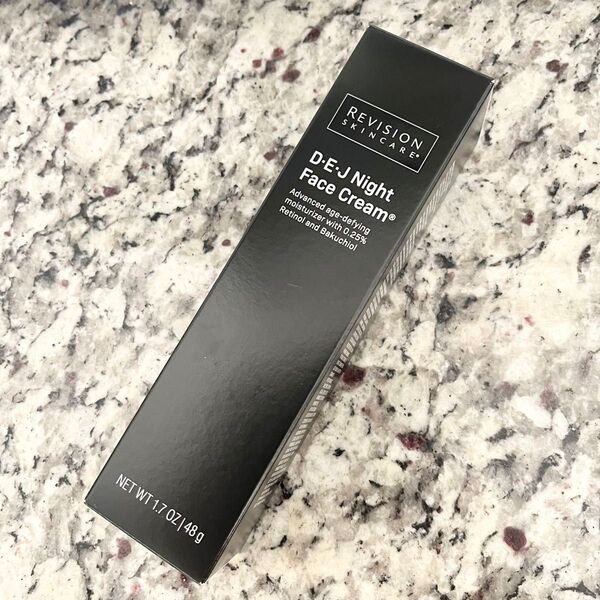 REVISION
SKINCARE®
D·E·J Night
Face Cream®
Advanced age-defying
moisturizer with 0.25%
Retinol and Bakuchiol
NET WT 1.7 OZ | 48 g